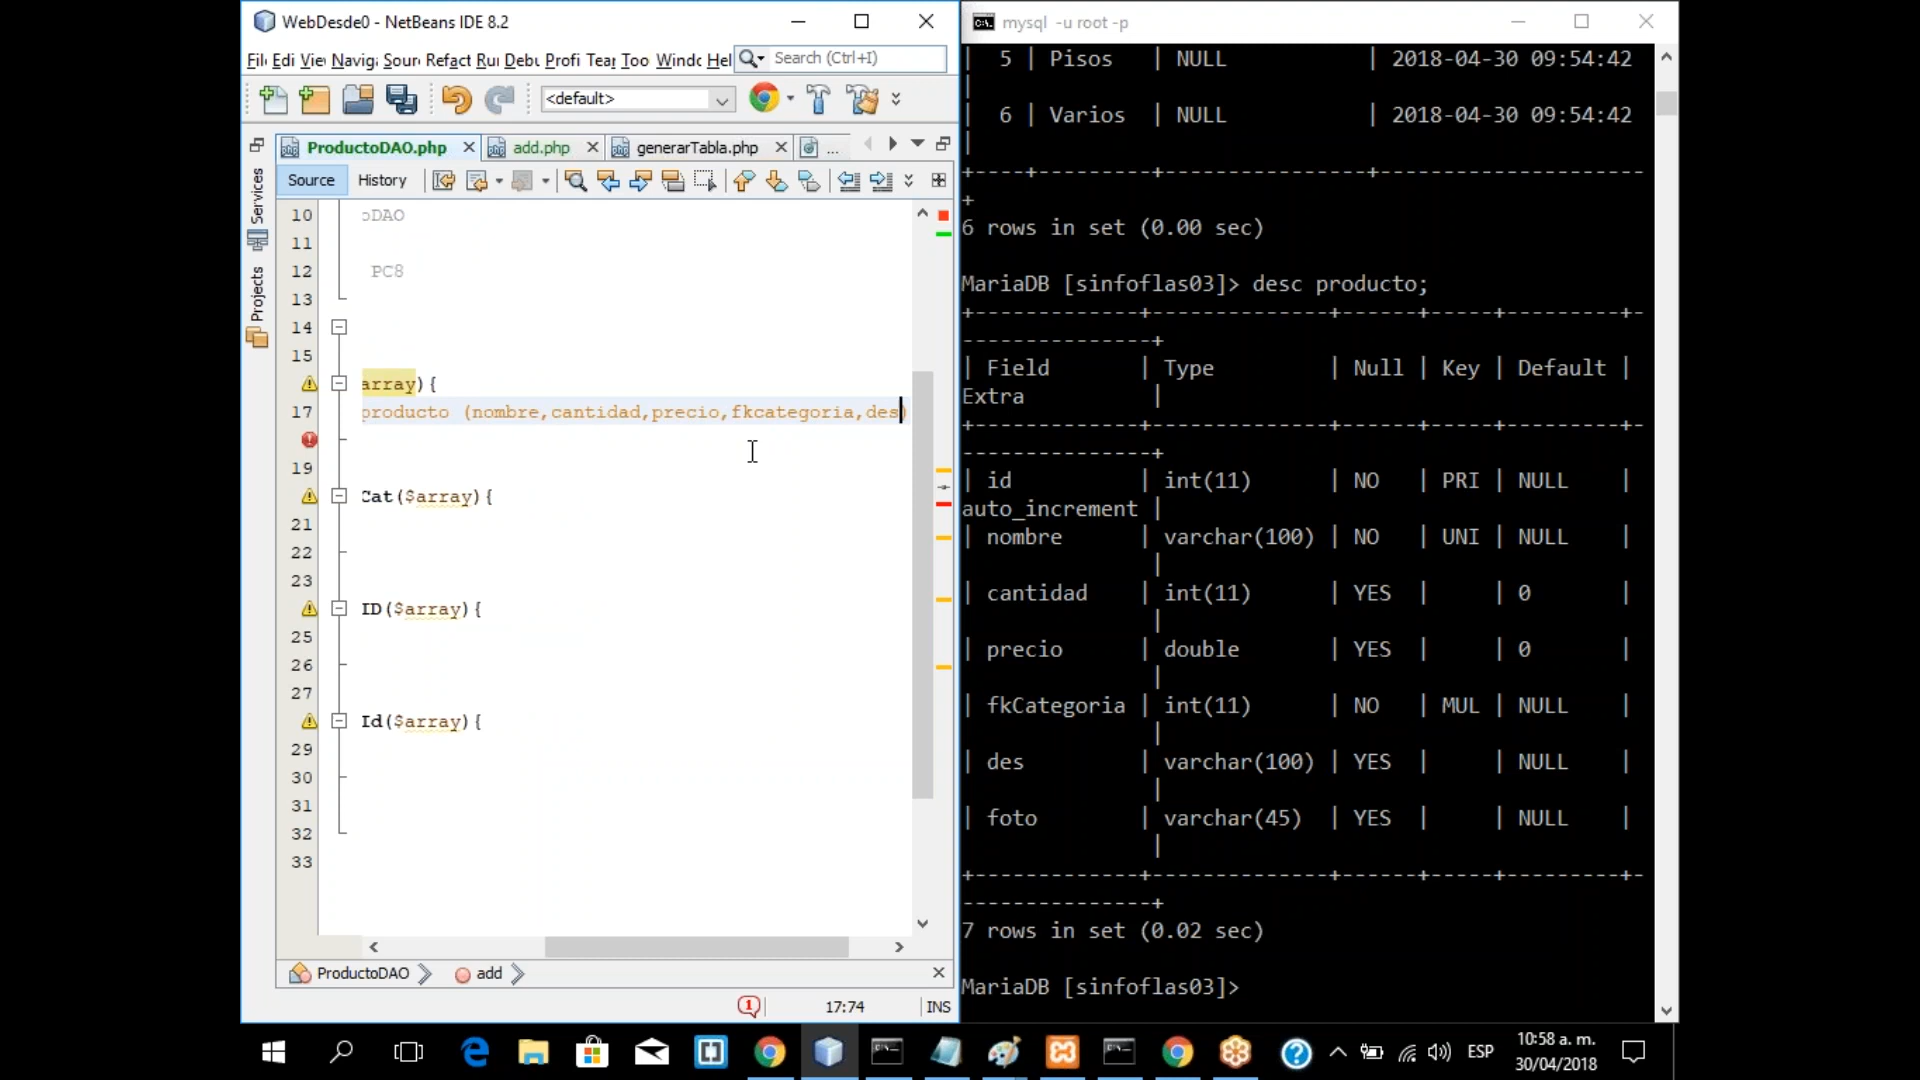 WebDesde0 - NetBeans IDE 8.2
Fil Edi Vie Navig Sour Refact Ru Debu Profi Tear Too Windo Hel
Search (Ctrl+I)
<default>
ProductoDAO.php
add.php
generarTabla.php
...
Source
History
Services
Projects
10 oDAO
11
12 PC8
13
14
15
array){
17 producto (nombre,cantidad,precio,fkcategoria,des)
19
Cat($array){
21
22
23
ID($array){
25
26
27
Id($array){
29
30
31
32
33
ProductoDAO
add
1
17:74
INS
mysql -u root -p
| 5 | Pisos | NULL | 2018-04-30 09:54:42
|
| 6 | Varios | NULL | 2018-04-30 09:54:42
|
+----+---------+-----------------+---------------------
+
6 rows in set (0.00 sec)
MariaDB [sinfoflas03]> desc producto;
+-------------+--------------+------+-----+---------+-
---------------+
| Field | Type | Null | Key | Default |
Extra |
+-------------+--------------+------+-----+---------+-
---------------+
| id | int(11) | NO | PRI | NULL |
auto_increment |
| nombre | varchar(100) | NO | UNI | NULL |
|
| cantidad | int(11) | YES | | 0 |
|
| precio | double | YES | | 0 |
|
| fkCategoria | int(11) | NO | MUL | NULL |
|
| des | varchar(100) | YES | | NULL |
|
| foto | varchar(45) | YES | | NULL |
|
+-------------+--------------+------+-----+---------+-
---------------+
7 rows in set (0.02 sec)
MariaDB [sinfoflas03]>
ESP
10:58 a. m.
30/04/2018